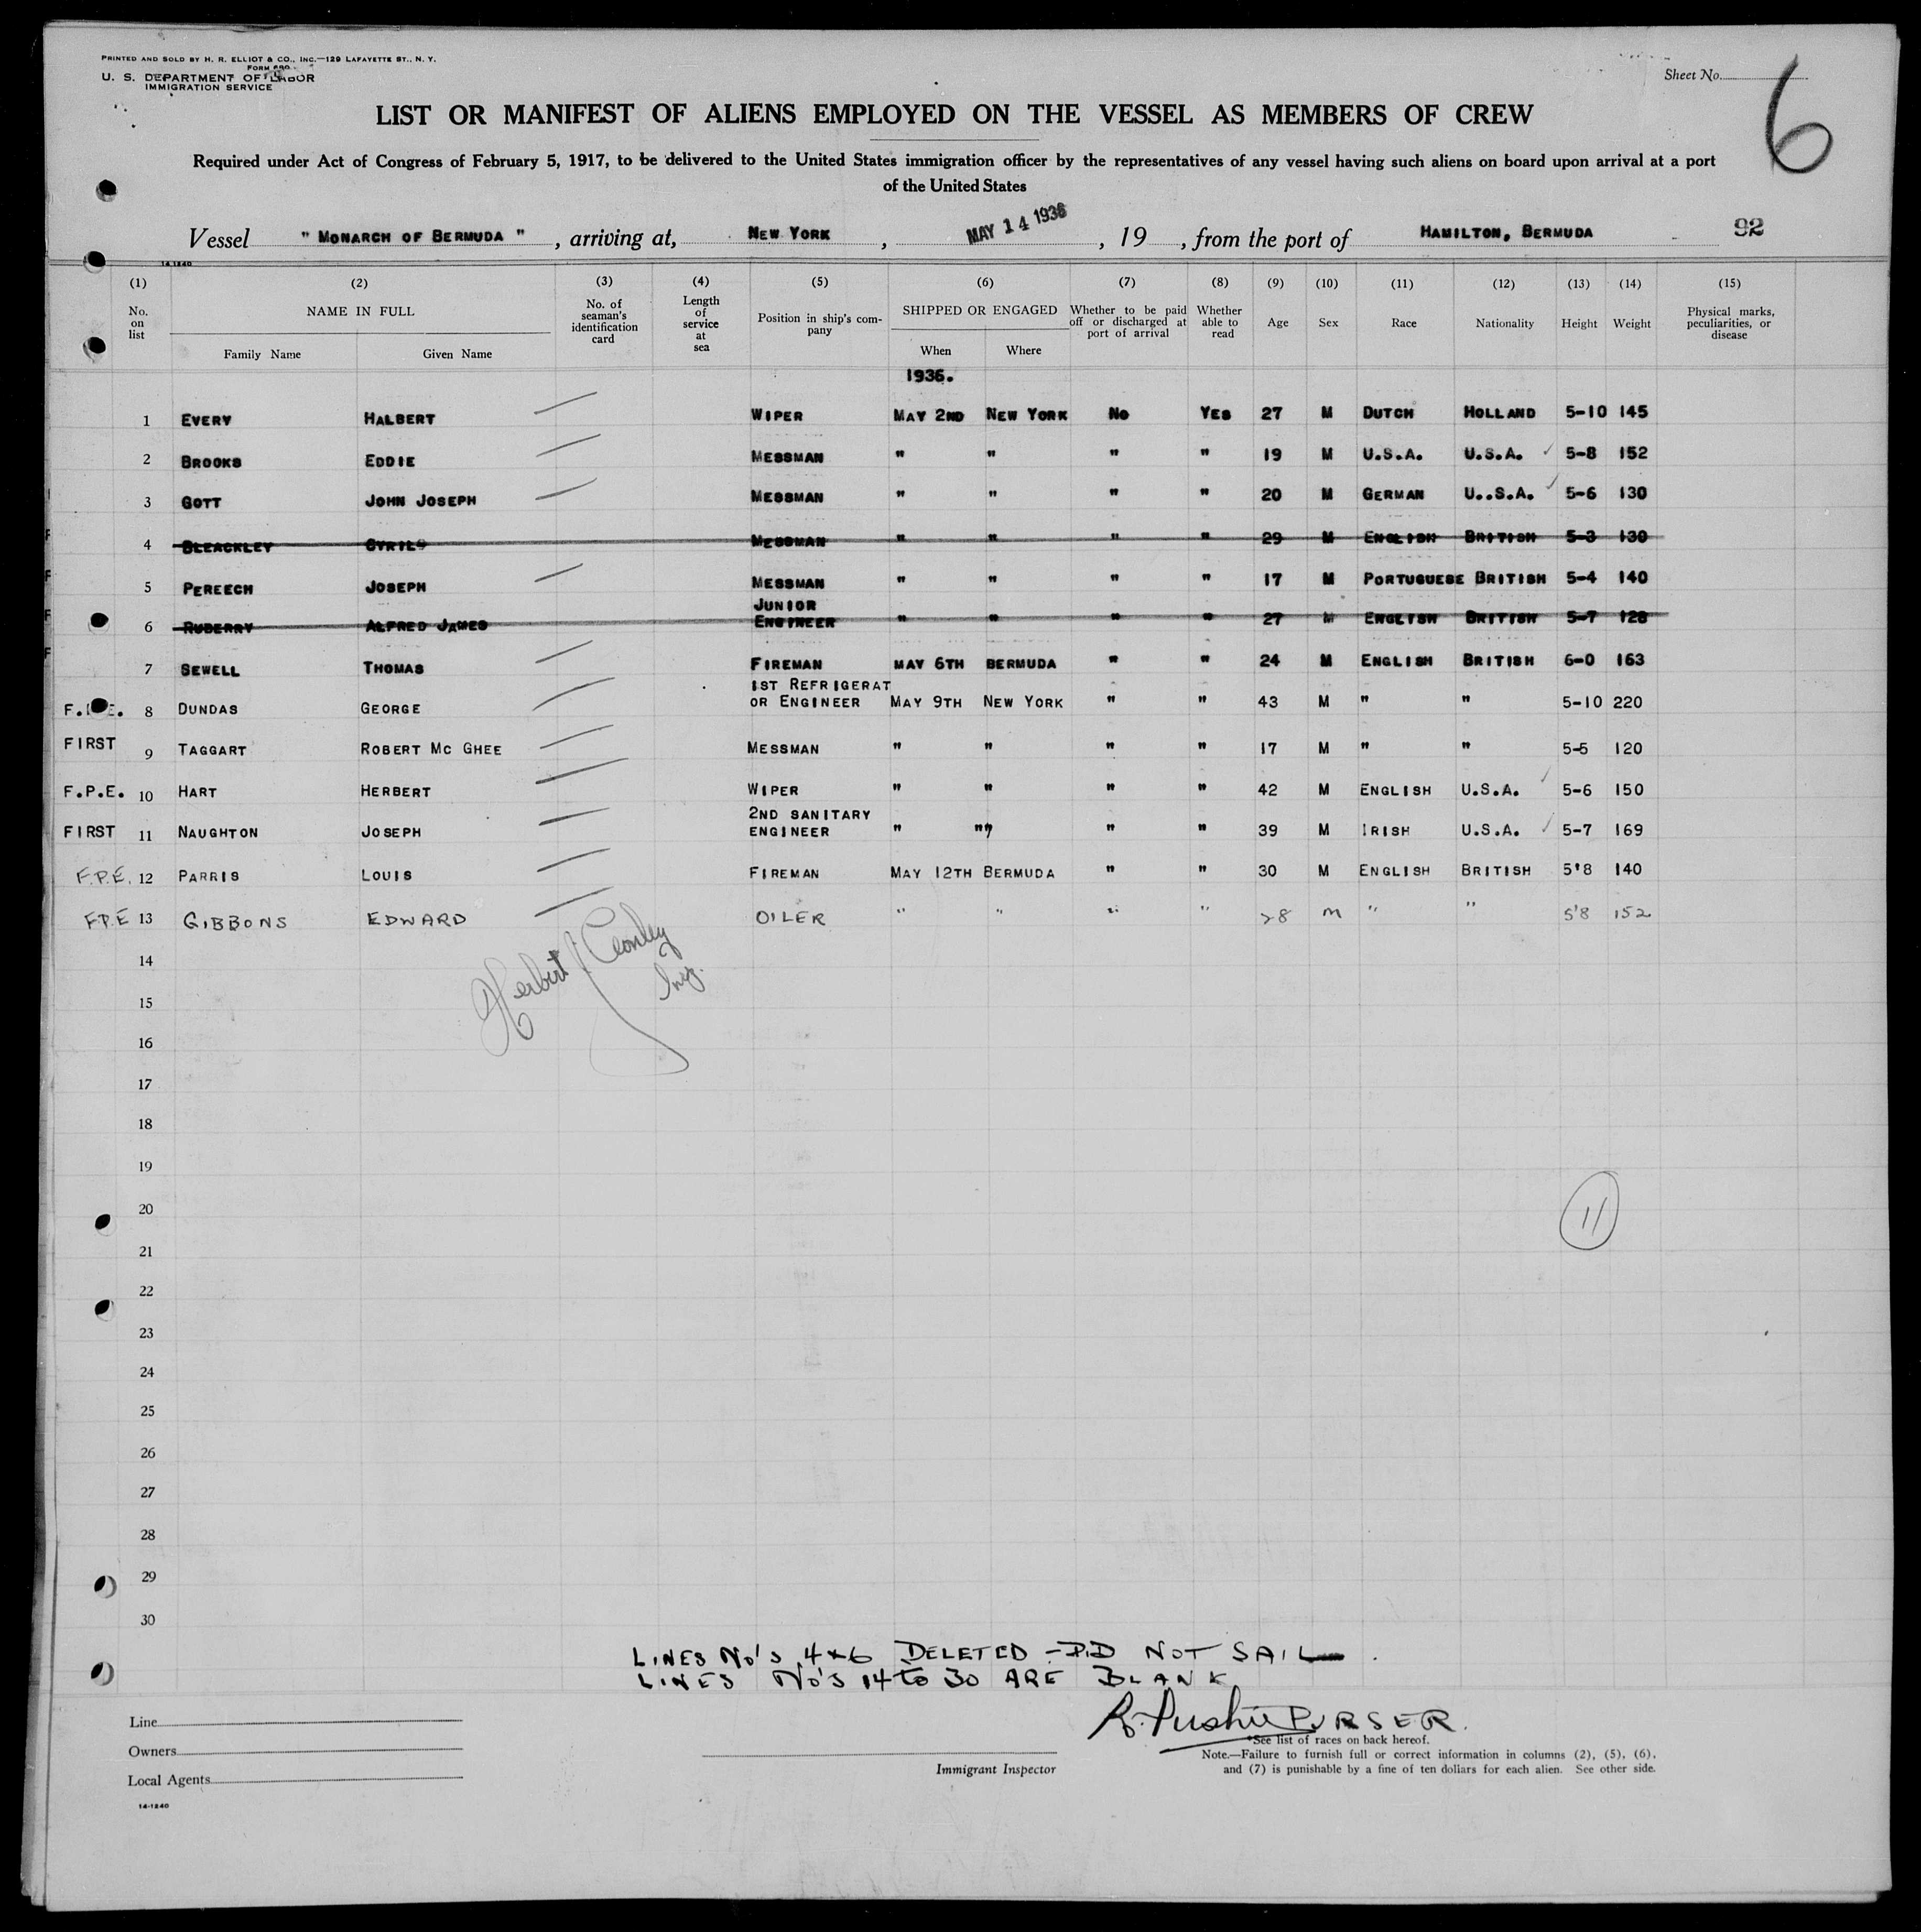 PRINTED AND SOLD BY H. R. ELLIOT & CO., INC.—129 LAFAYETTE ST., N. Y.
FORM 680
U. S. DEPARTMENT OF LABOR
IMMIGRATION SERVICE
Sheet No.
6
LIST OR MANIFEST OF ALIENS EMPLOYED ON THE VESSEL AS MEMBERS OF CREW
Required under Act of Congress of February 5, 1917, to be delivered to the United States immigration officer by the representatives of any vessel having such aliens on board upon arrival at a port
of the United States
Vessel " MONARCH OF BERMUDA " , arriving at, NEW YORK , MAY 14 1936 , 19 , from the port of HAMILTON, BERMUDA 92
14-1240
(1) (2) (3) (4) (5) (6) (7) (8) (9) (10) (11) (12) (13) (14) (15)
No. on list NAME IN FULL Family Name Given Name No. of seaman's identification card Length of service at sea Position in ship's company SHIPPED OR ENGAGED When Where Whether to be paid off or discharged at port of arrival Whether able to read Age Sex Race Nationality Height Weight Physical marks, peculiarities, or disease
1936.
1 EVERY HALBERT WIPER MAY 2ND NEW YORK NO YES 27 M DUTCH HOLLAND 5-10 145
2 BROOKS EDDIE MESSMAN " " " " 19 M U.S.A. U.S.A. 5-8 152
3 GOTT JOHN JOSEPH MESSMAN " " " " 20 M GERMAN U..S.A. 5-6 130
4 BLEACKLEY CYRIL MESSMAN " " " " 29 M ENGLISH BRITISH 5-3 130
5 PEREECH JOSEPH MESSMAN " " " " 17 M PORTUGUESE BRITISH 5-4 140
6 RUBERRY ALFRED JAMES JUNIOR ENGINEER " " " " 27 M ENGLISH BRITISH 5-7 128
7 SEWELL THOMAS FIREMAN MAY 6TH BERMUDA " " 24 M ENGLISH BRITISH 6-0 163
F.P.E. 8 DUNDAS GEORGE 1ST REFRIGERATOR ENGINEER MAY 9TH NEW YORK " " 43 M " " 5-10 220
FIRST 9 TAGGART ROBERT MC GHEE MESSMAN " " " " 17 M " " 5-5 120
F.P.E. 10 HART HERBERT WIPER " " " " 42 M ENGLISH U.S.A. 5-6 150
FIRST 11 NAUGHTON JOSEPH 2ND SANITARY ENGINEER " " " " 39 M IRISH U.S.A. 5-7 169
F.P.E. 12 PARRIS LOUIS FIREMAN MAY 12TH BERMUDA " " 30 M ENGLISH BRITISH 5'8 140
F.P.E 13 GIBBONS EDWARD OILER " " " " 28 M " " 5'8 152
14
Herbert
15
16
17
18
19
20
11
21
22
23
24
25
26
27
28
29
30
LINES NO'S 4 & 6 DELETED - DID NOT SAIL.
LINES NO'S 14 to 30 ARE BLANK
PURSER.
Line
Owners
Local Agents
Immigrant Inspector
*See list of races on back hereof.
Note.—Failure to furnish full or correct information in columns (2), (5), (6),
and (7) is punishable by a fine of ten dollars for each alien. See other side.
14-1240